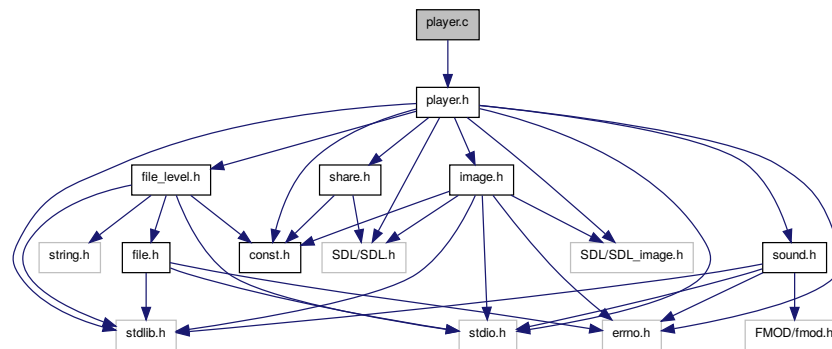 player.c
player.h
file_level.h
share.h
image.h
string.h
file.h
const.h
SDL/SDL.h
SDL/SDL_image.h
sound.h
stdlib.h
stdio.h
errno.h
FMOD/fmod.h